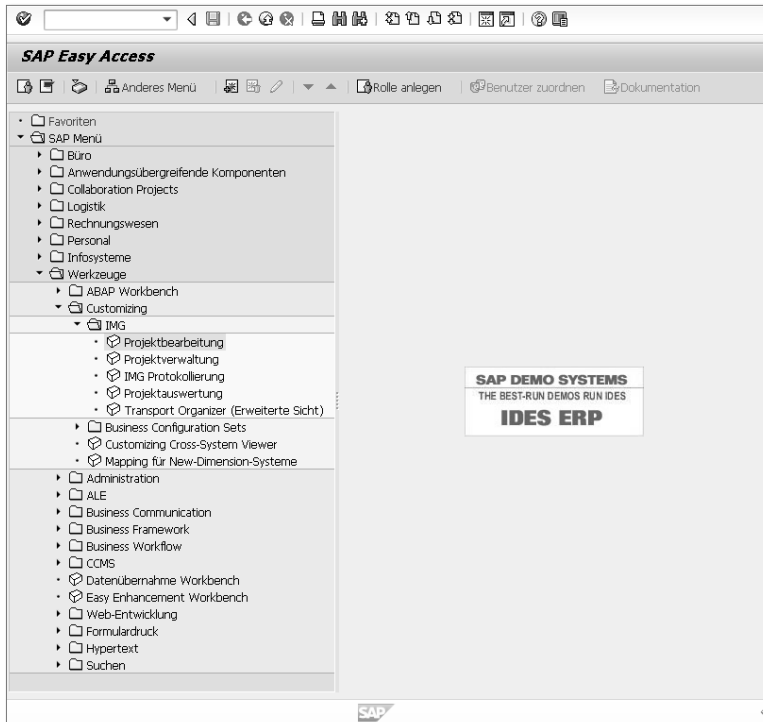 SAP Easy Access
Anderes Menü Rolle anlegen Benutzer zuordnen Dokumentation
Favoriten
SAP Menü
Büro
Anwendungsübergreifende Komponenten
Collaboration Projects
Logistik
Rechnungswesen
Personal
Infosysteme
Werkzeuge
ABAP Workbench
Customizing
IMG
Projektbearbeitung
Projektverwaltung
IMG Protokollierung
Projektauswertung
Transport Organizer (Erweiterte Sicht)
Business Configuration Sets
Customizing Cross-System Viewer
Mapping für New-Dimension-Systeme
Administration
ALE
Business Communication
Business Framework
Business Workflow
CCMS
Datenübernahme Workbench
Easy Enhancement Workbench
Web-Entwicklung
Formulardruck
Hypertext
Suchen
SAP DEMO SYSTEMS
THE BEST-RUN DEMOS RUN IDES
IDES ERP
SAP